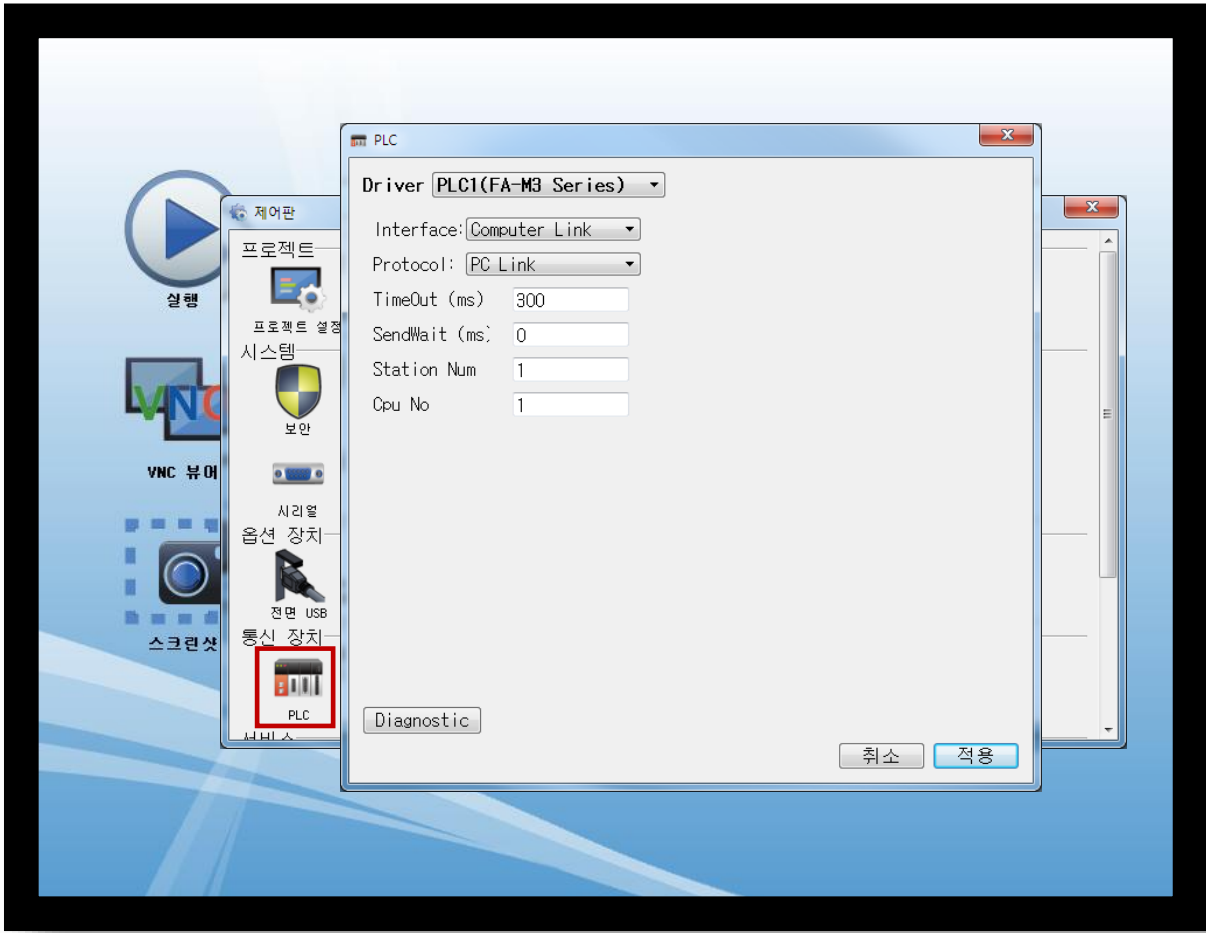 실행
VNC 뷰어
스크린샷
제어판
프로젝트
프로젝트 설정
시스템
보안
시리얼
옵션 장치
전면 USB
통신 장치
PLC
서비스
PLC
Driver PLC1(FA-M3 Series)
Interface: Computer Link
Protocol: PC Link
TimeOut (ms) 300
SendWait (ms) 0
Station Num 1
Cpu No 1
Diagnostic
취소 적용